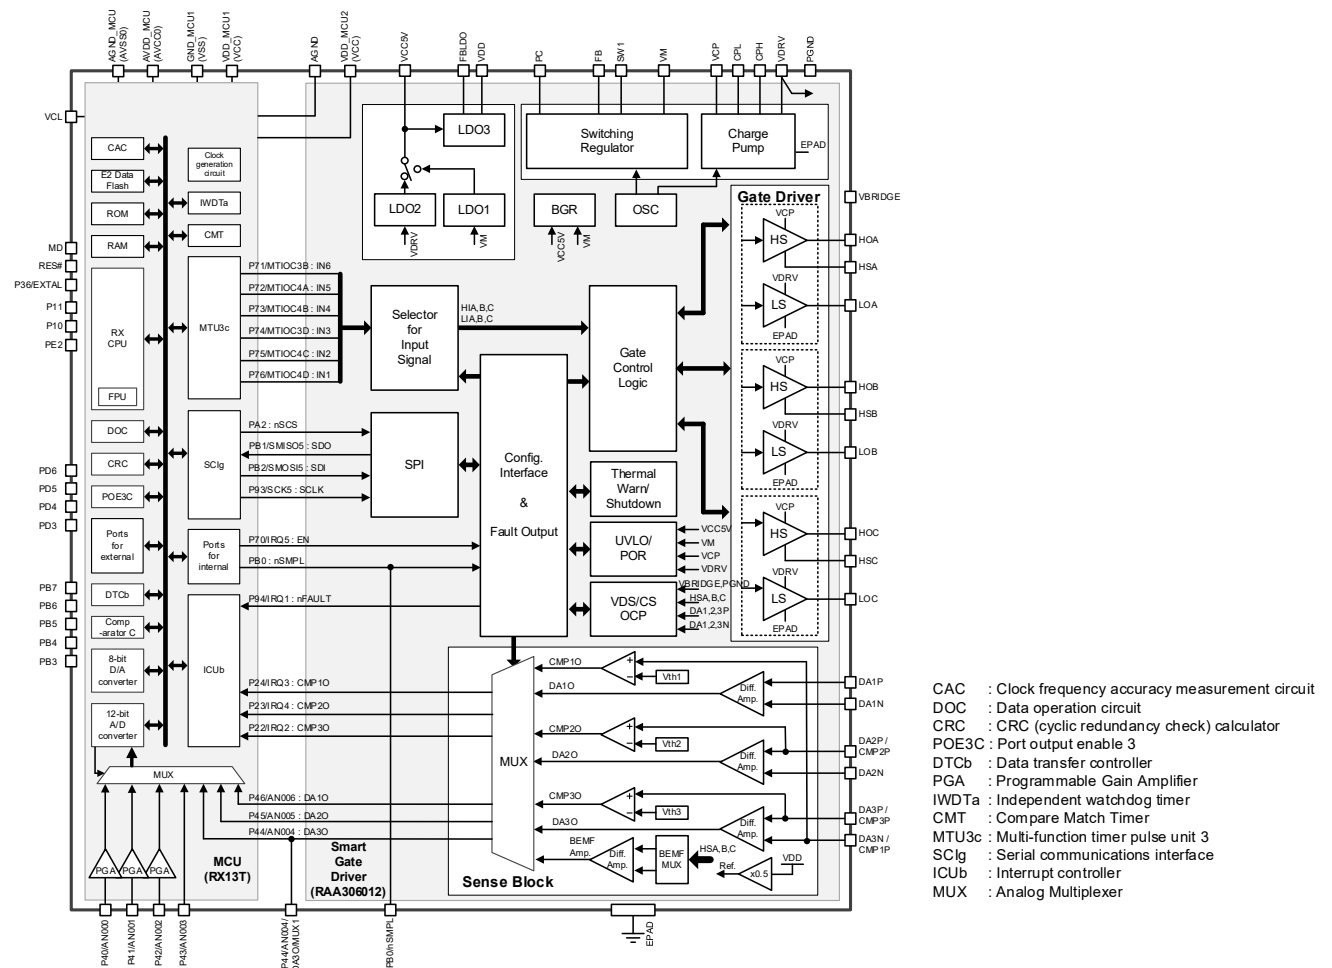 AGND_MCU
(AVSS0)
AVDD_MCU
(AVCC0)
GND_MCU1
(VSS)
VDD_MCU1
(VCC)
AGND
VDD_MCU2
(VCC)
VCC5V
FBLDO
VDD
PC
FB
SW1
VM
VCP
CPL
CPH
VDRV
PGND
VCL
MD
RES#
P36/EXTAL
P11
P10
PE2
PD6
PD5
PD4
PD3
PB7
PB6
PB5
PB4
PB3
CAC
E2 Data
Flash
ROM
RAM
RX
CPU
FPU
DOC
CRC
POE3C
Ports
for
external
DTCb
Comp
-arator C
8-bit
D/A
converter
12-bit
A/D
converter
MUX
PGA
PGA
PGA
Clock
generation
circuit
IWDTa
CMT
MTU3c
SCIg
Ports
for
internal
ICUb
MCU
(RX13T)
P71/MTIOC3B : IN6
P72/MTIOC4A : IN5
P73/MTIOC4B : IN4
P74/MTIOC3D : IN3
P75/MTIOC4C : IN2
P76/MTIOC4D : IN1
PA2 : nSCS
PB1/SMISO5 : SDO
PB2/SMOSI5 : SDI
P93/SCK5 : SCLK
P70/IRQ5 : EN
PB0 : nSMPL
P94/IRQ1 : nFAULT
P24/IRQ3 : CMP1O
P23/IRQ4 : CMP2O
P22/IRQ2 : CMP3O
P46/AN006 : DA1O
P45/AN005 : DA2O
P44/AN004 : DA3O
Smart
Gate
Driver
(RAA306012)
LDO3
LDO2
LDO1
VDRV
VM
Switching
Regulator
Charge
Pump
EPAD
BGR
VCC5V
VM
OSC
Selector
for
Input
Signal
HIA,B,C
LIA,B,C
Gate
Control
Logic
SPI
Config.
Interface
&
Fault Output
Thermal
Warn/
Shutdown
UVLO/
POR
VCC5V
VM
VCP
VDRV
VDS/CS
OCP
VBRIDGE,PGND
HSA,B,C
DA1,2,3P
DA1,2,3N
Gate Driver
VCP
HS
VDRV
LS
EPAD
VCP
HS
VDRV
LS
EPAD
VCP
HS
VDRV
LS
EPAD
VBRIDGE
HOA
HSA
LOA
HOB
HSB
LOB
HOC
HSC
LOC
MUX
CMP1O
+
−
Vth1
DA1O
Diff.
Amp.
CMP2O
+
−
Vth2
DA2O
Diff.
Amp.
CMP3O
+
−
Vth3
DA3O
Diff.
Amp.
BEMF
Amp.
Diff.
Amp.
BEMF
MUX
HSA,B,C
Ref.
x0.5
VDD
Sense Block
DA1P
DA1N
DA2P /
CMP2P
DA2N
DA3P /
CMP3P
DA3N /
CMP1P
P40/AN000
P41/AN001
P42/AN002
P43/AN003
P44/AN004/
DA3O/MUX1
PB0/nSMPL
EPAD
CAC : Clock frequency accuracy measurement circuit
DOC : Data operation circuit
CRC : CRC (cyclic redundancy check) calculator
POE3C : Port output enable 3
DTCb : Data transfer controller
PGA : Programmable Gain Amplifier
IWDTa : Independent watchdog timer
CMT : Compare Match Timer
MTU3c : Multi-function timer pulse unit 3
SCIg : Serial communications interface
ICUb : Interrupt controller
MUX : Analog Multiplexer